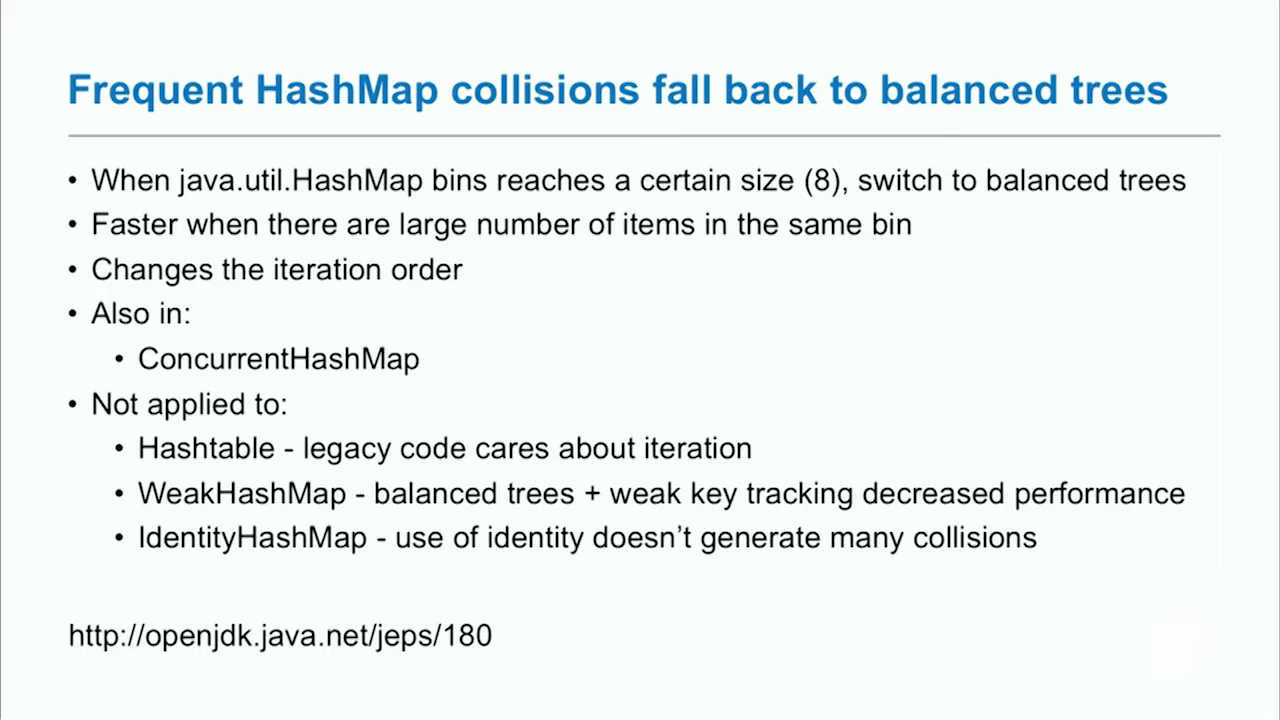 Frequent HashMap collisions fall back to balanced trees
• When java.util.HashMap bins reaches a certain size (8), switch to balanced trees
• Faster when there are large number of items in the same bin
• Changes the iteration order
• Also in:
• ConcurrentHashMap
• Not applied to:
• Hashtable - legacy code cares about iteration
• WeakHashMap - balanced trees + weak key tracking decreased performance
• IdentityHashMap - use of identity doesn’t generate many collisions
http://openjdk.java.net/jeps/180